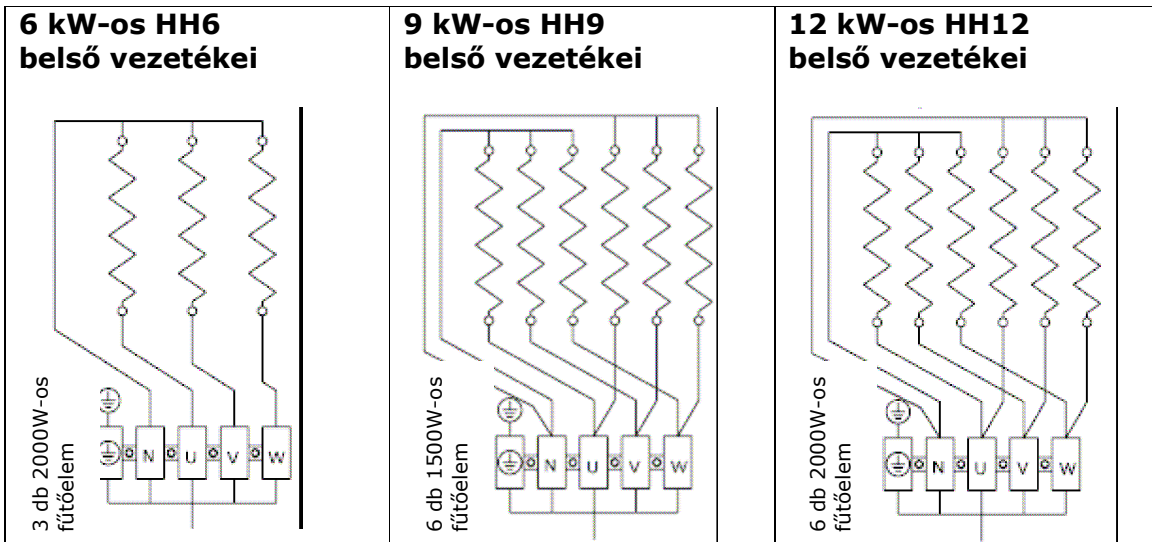 6 kW-os HH6
belső vezetékei
3 db 2000W-os
fűtőelem
N U V W
9 kW-os HH9
belső vezetékei
6 db 1500W-os
fűtőelem
N U V W
12 kW-os HH12
belső vezetékei
6 db 2000W-os
fűtőelem
N U V W